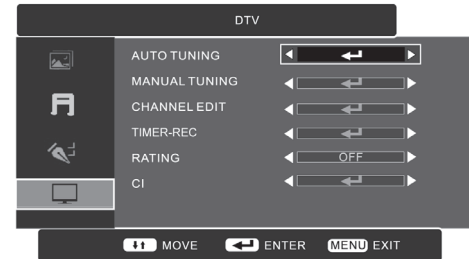 DTV
AUTO TUNING
MANUAL TUNING
CHANNEL EDIT
TIMER-REC
RATING OFF
CI
MOVE ENTER MENU EXIT